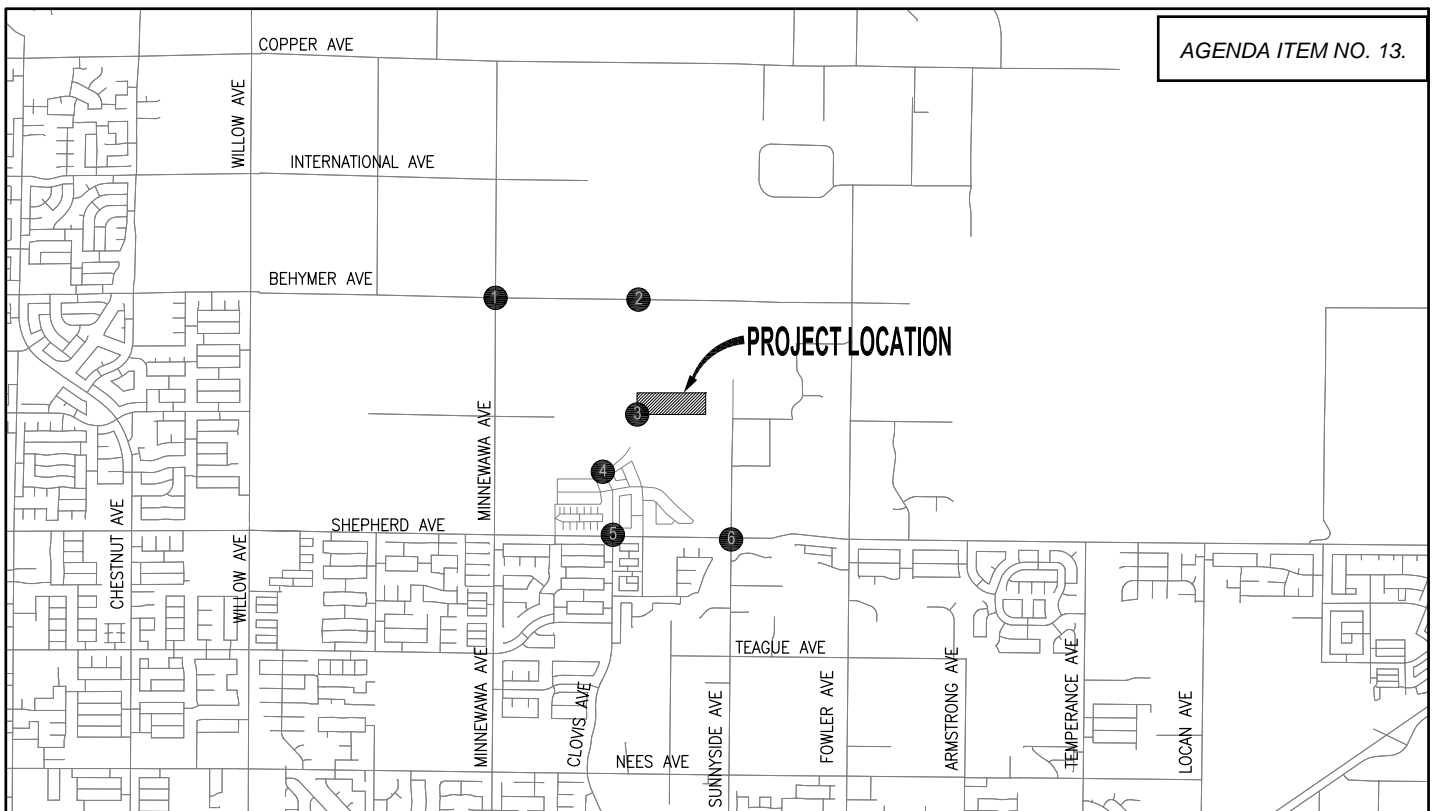 COPPER AVE
AGENDA ITEM NO. 13.
WILLOW AVE
INTERNATIONAL AVE
BEHYMER AVE
1
2
PROJECT LOCATION
MINNEWAWA AVE
3
4
SHEPHERD AVE
5
6
CHESTNUT AVE
WILLOW AVE
TEAGUE AVE
MINNEWAWA AVE
CLOVIS AVE
SUNNYSIDE AVE
FOWLER AVE
ARMSTRONG AVE
TEMPERANCE AVE
LOCAN AVE
NEES AVE